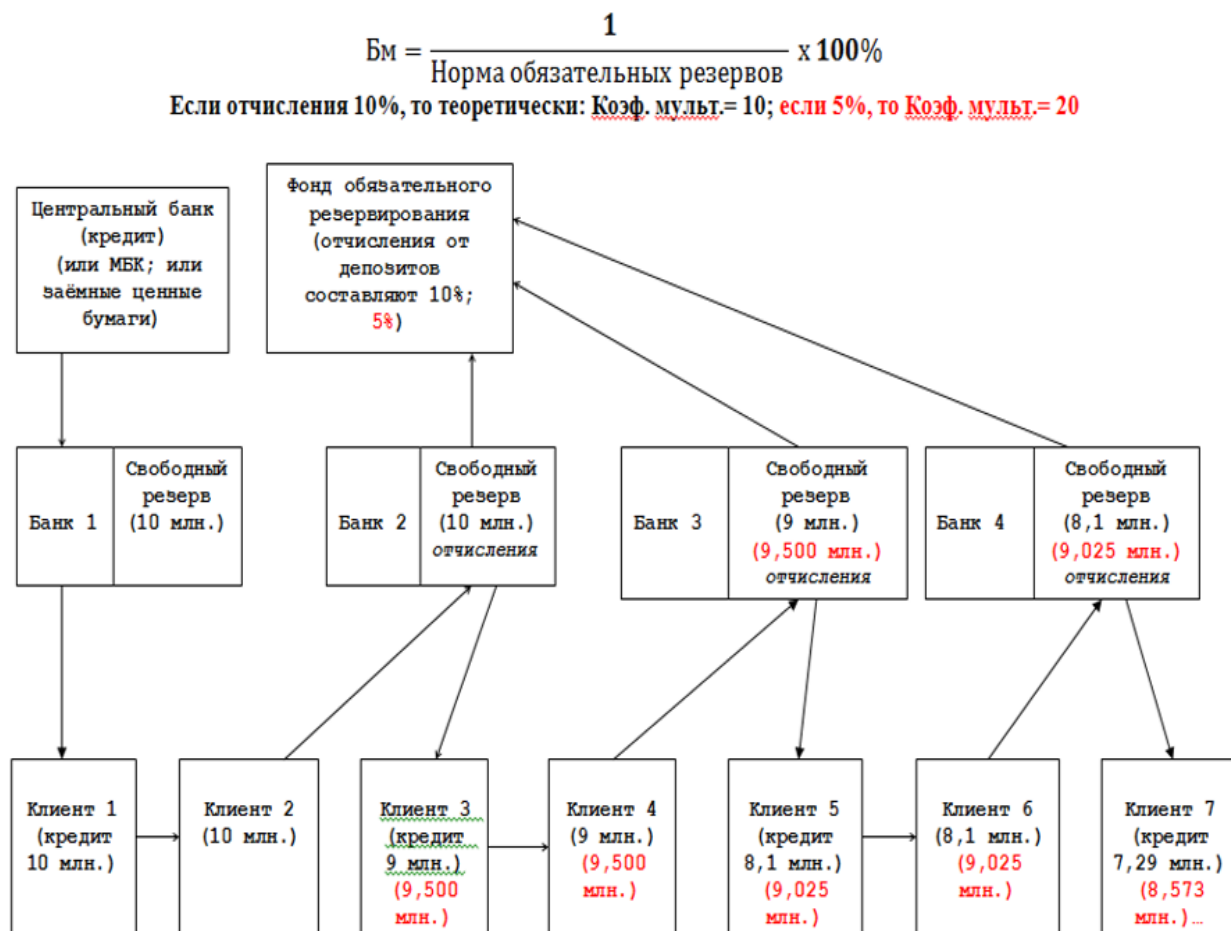 Бм = 1 / Норма обязательных резервов x 100%
Если отчисления 10%, то теоретически: Коэф. мульт.= 10; если 5%, то Коэф. мульт.= 20
Центральный банк
(кредит)
(или МБК; или
заёмные ценные
бумаги)
Фонд обязательного
резервирования
(отчисления от
депозитов
составляют 10%;
5%)
Банк 1
Свободный
резерв
(10 млн.)
Банк 2
Свободный
резерв
(10 млн.)
отчисления
Банк 3
Свободный
резерв
(9 млн.)
(9,500 млн.)
отчисления
Банк 4
Свободный
резерв
(8,1 млн.)
(9,025 млн.)
отчисления
Клиент 1
(кредит
10 млн.)
Клиент 2
(10 млн.)
Клиент 3
(кредит
9 млн.)
(9,500
млн.)
Клиент 4
(9 млн.)
(9,500
млн.)
Клиент 5
(кредит
8,1 млн.)
(9,025
млн.)
Клиент 6
(8,1 млн.)
(9,025
млн.)
Клиент 7
(кредит
7,29 млн.)
(8,573
млн.)…